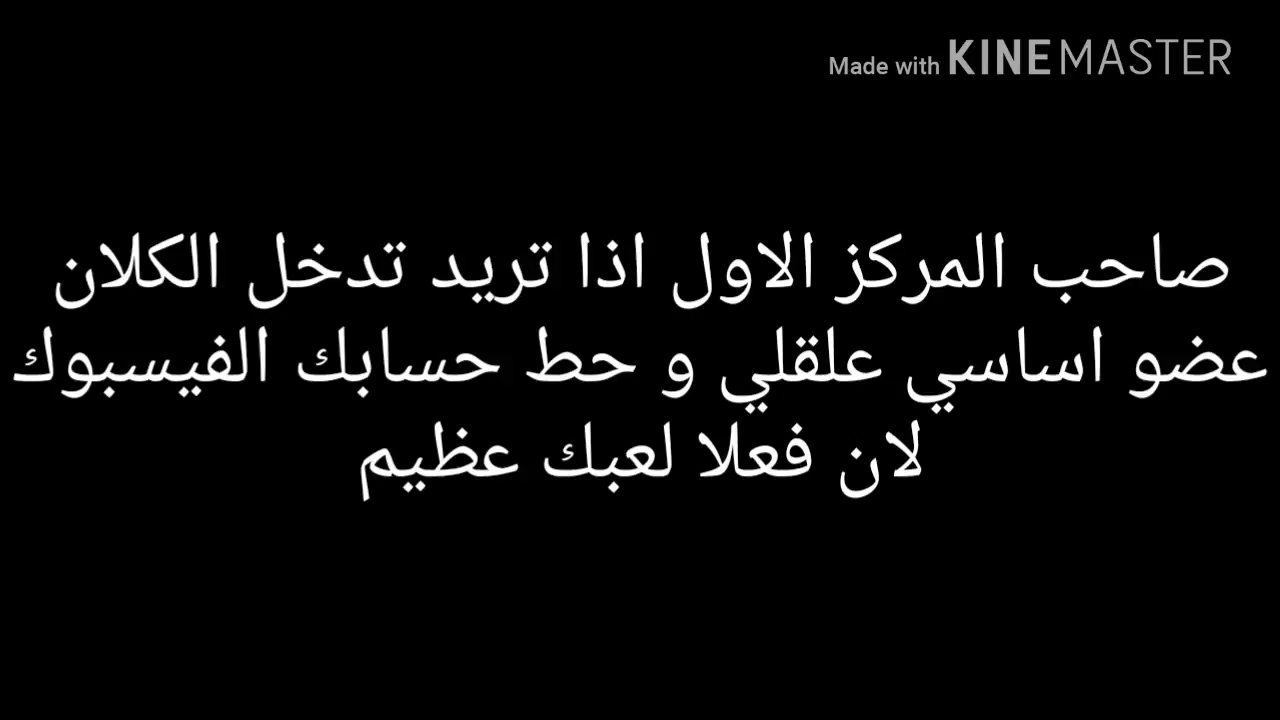 Made with KINEMASTER
صاحب المركز الاول اذا تريد تدخل الكلان
عضو اساسي علقلي و حط حسابك الفيسبوك
لان فعلا لعبك عظيم